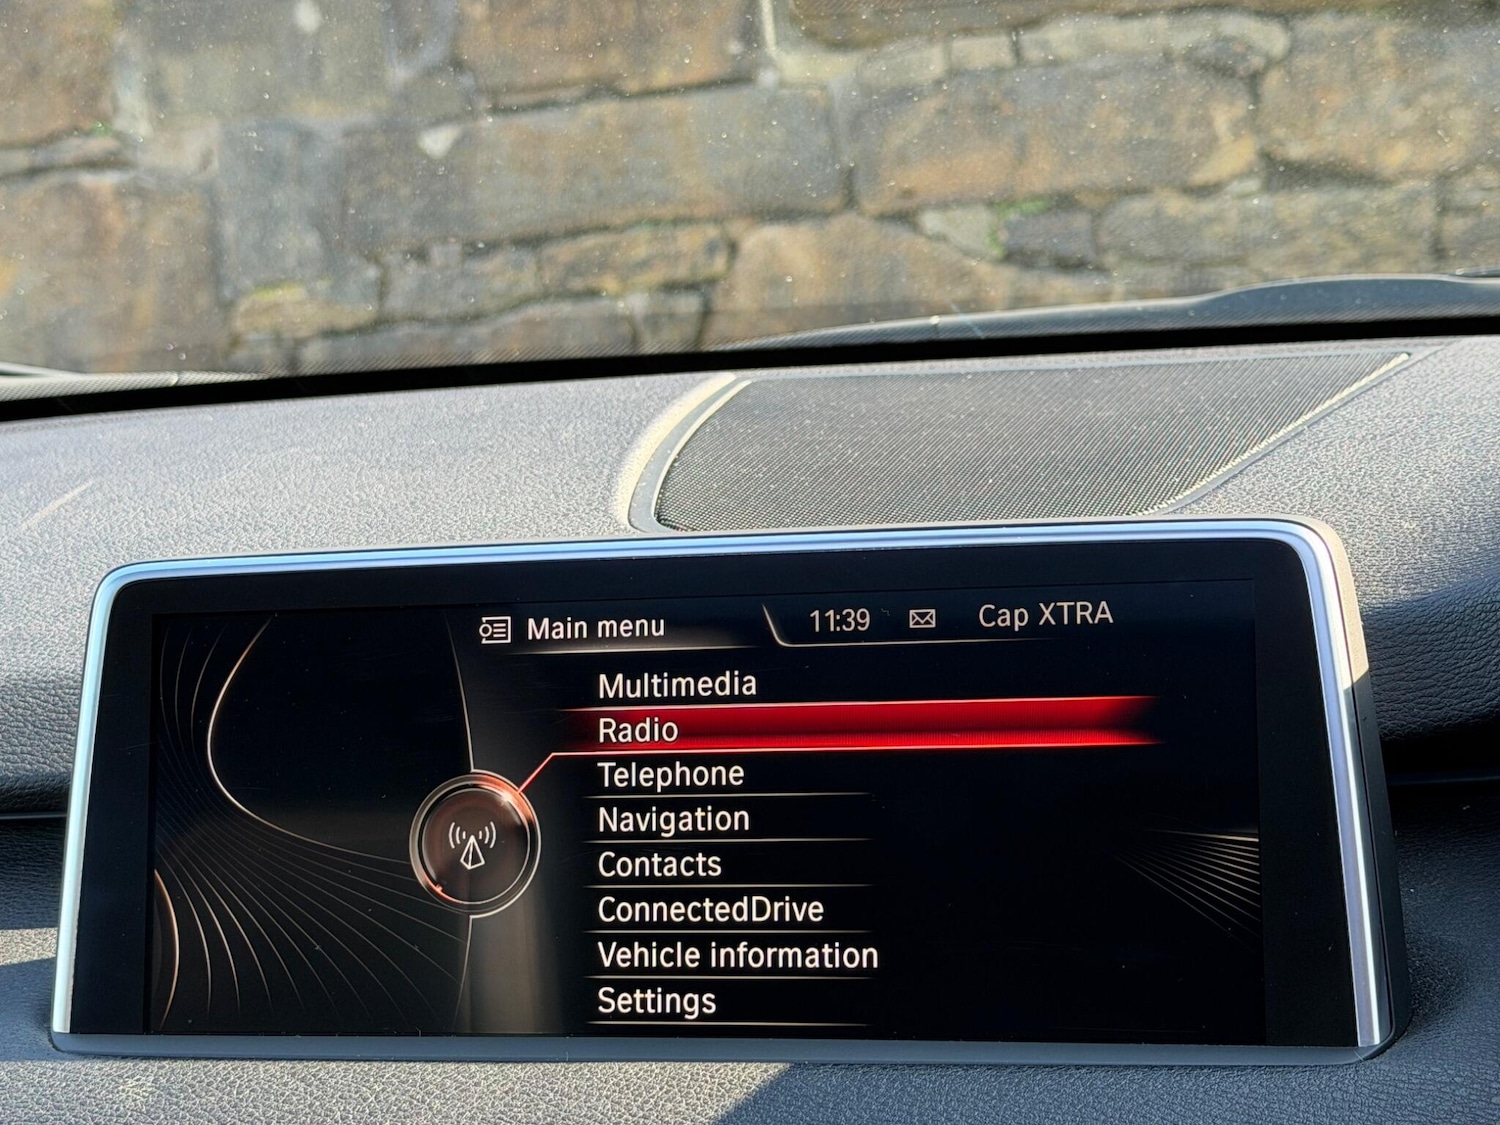 Main menu 11:39 Cap XTRA
Multimedia
Radio
Telephone
Navigation
Contacts
ConnectedDrive
Vehicle information
Settings